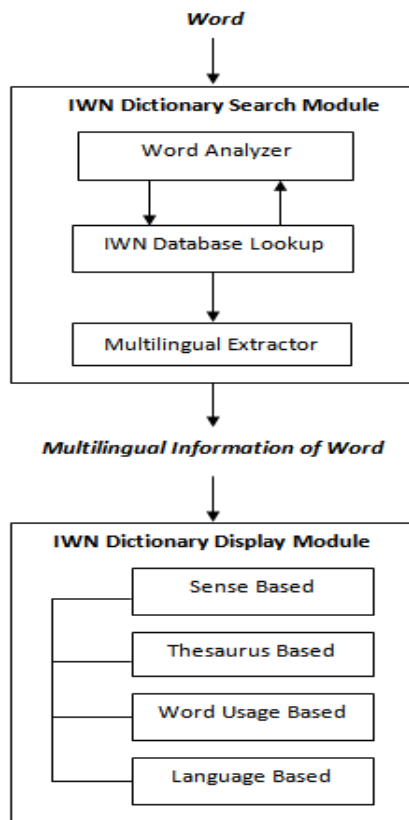 Word
IWN Dictionary Search Module
Word Analyzer
IWN Database Lookup
Multilingual Extractor
Multilingual Information of Word
IWN Dictionary Display Module
Sense Based
Thesaurus Based
Word Usage Based
Language Based